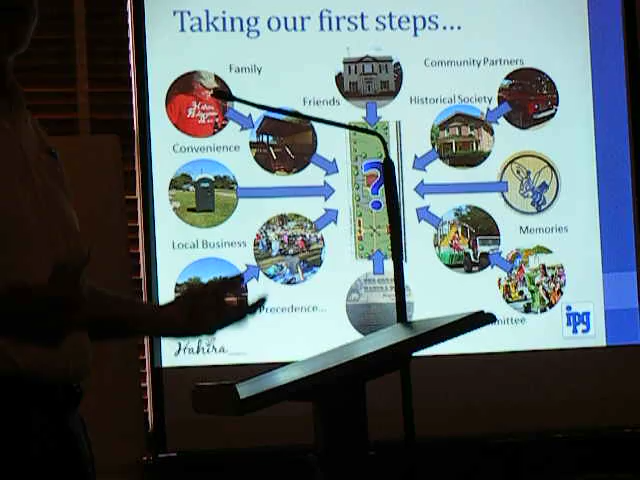 Taking our first steps...
Family
Community Partners
Friends
Historical Society
Convenience
?
Local Business
Memories
Precedence...
mittee
Hahira
ipg